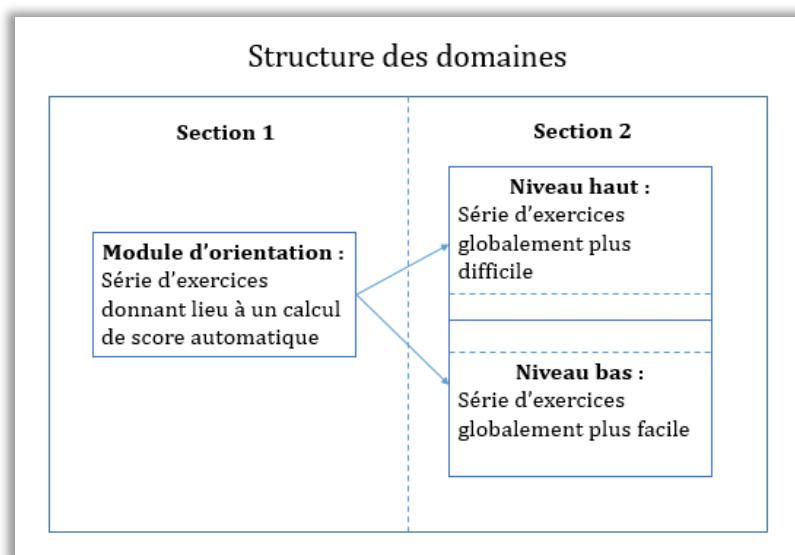 Structure des domaines
Section 1
Module d'orientation :
Série d'exercices
donnant lieu à un calcul
de score automatique
Section 2
Niveau haut :
Série d'exercices
globalement plus
difficile
Niveau bas :
Série d'exercices
globalement plus facile